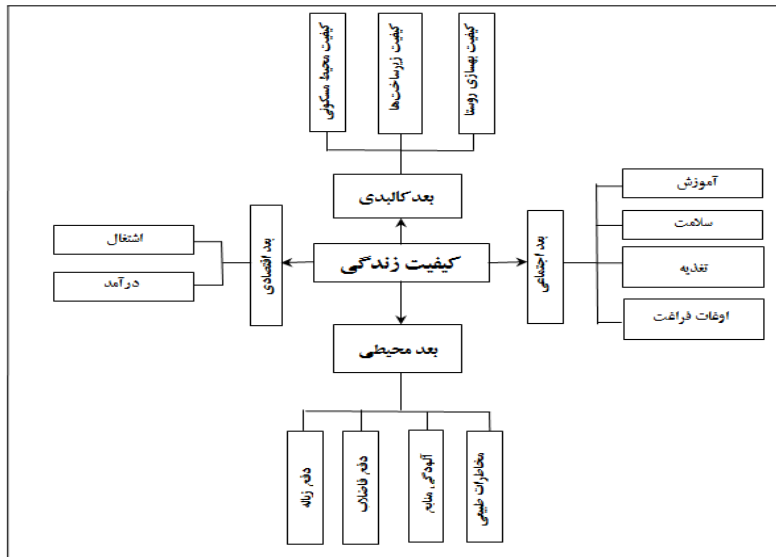 کیفیت محیط مسکونی
کیفیت زیرساخت‌ها
کیفیت بهسازی روستا
بعد کالبدی
آموزش
سلامت
تغذیه
اوغات فراغت
بعد اجتماعی
کیفیت زندگی
بعد اقتصادی
اشتغال
درآمد
بعد محیطی
مخاطرات طبیعی
آلودگی منابع
دفع فاضلاب
دفع زباله